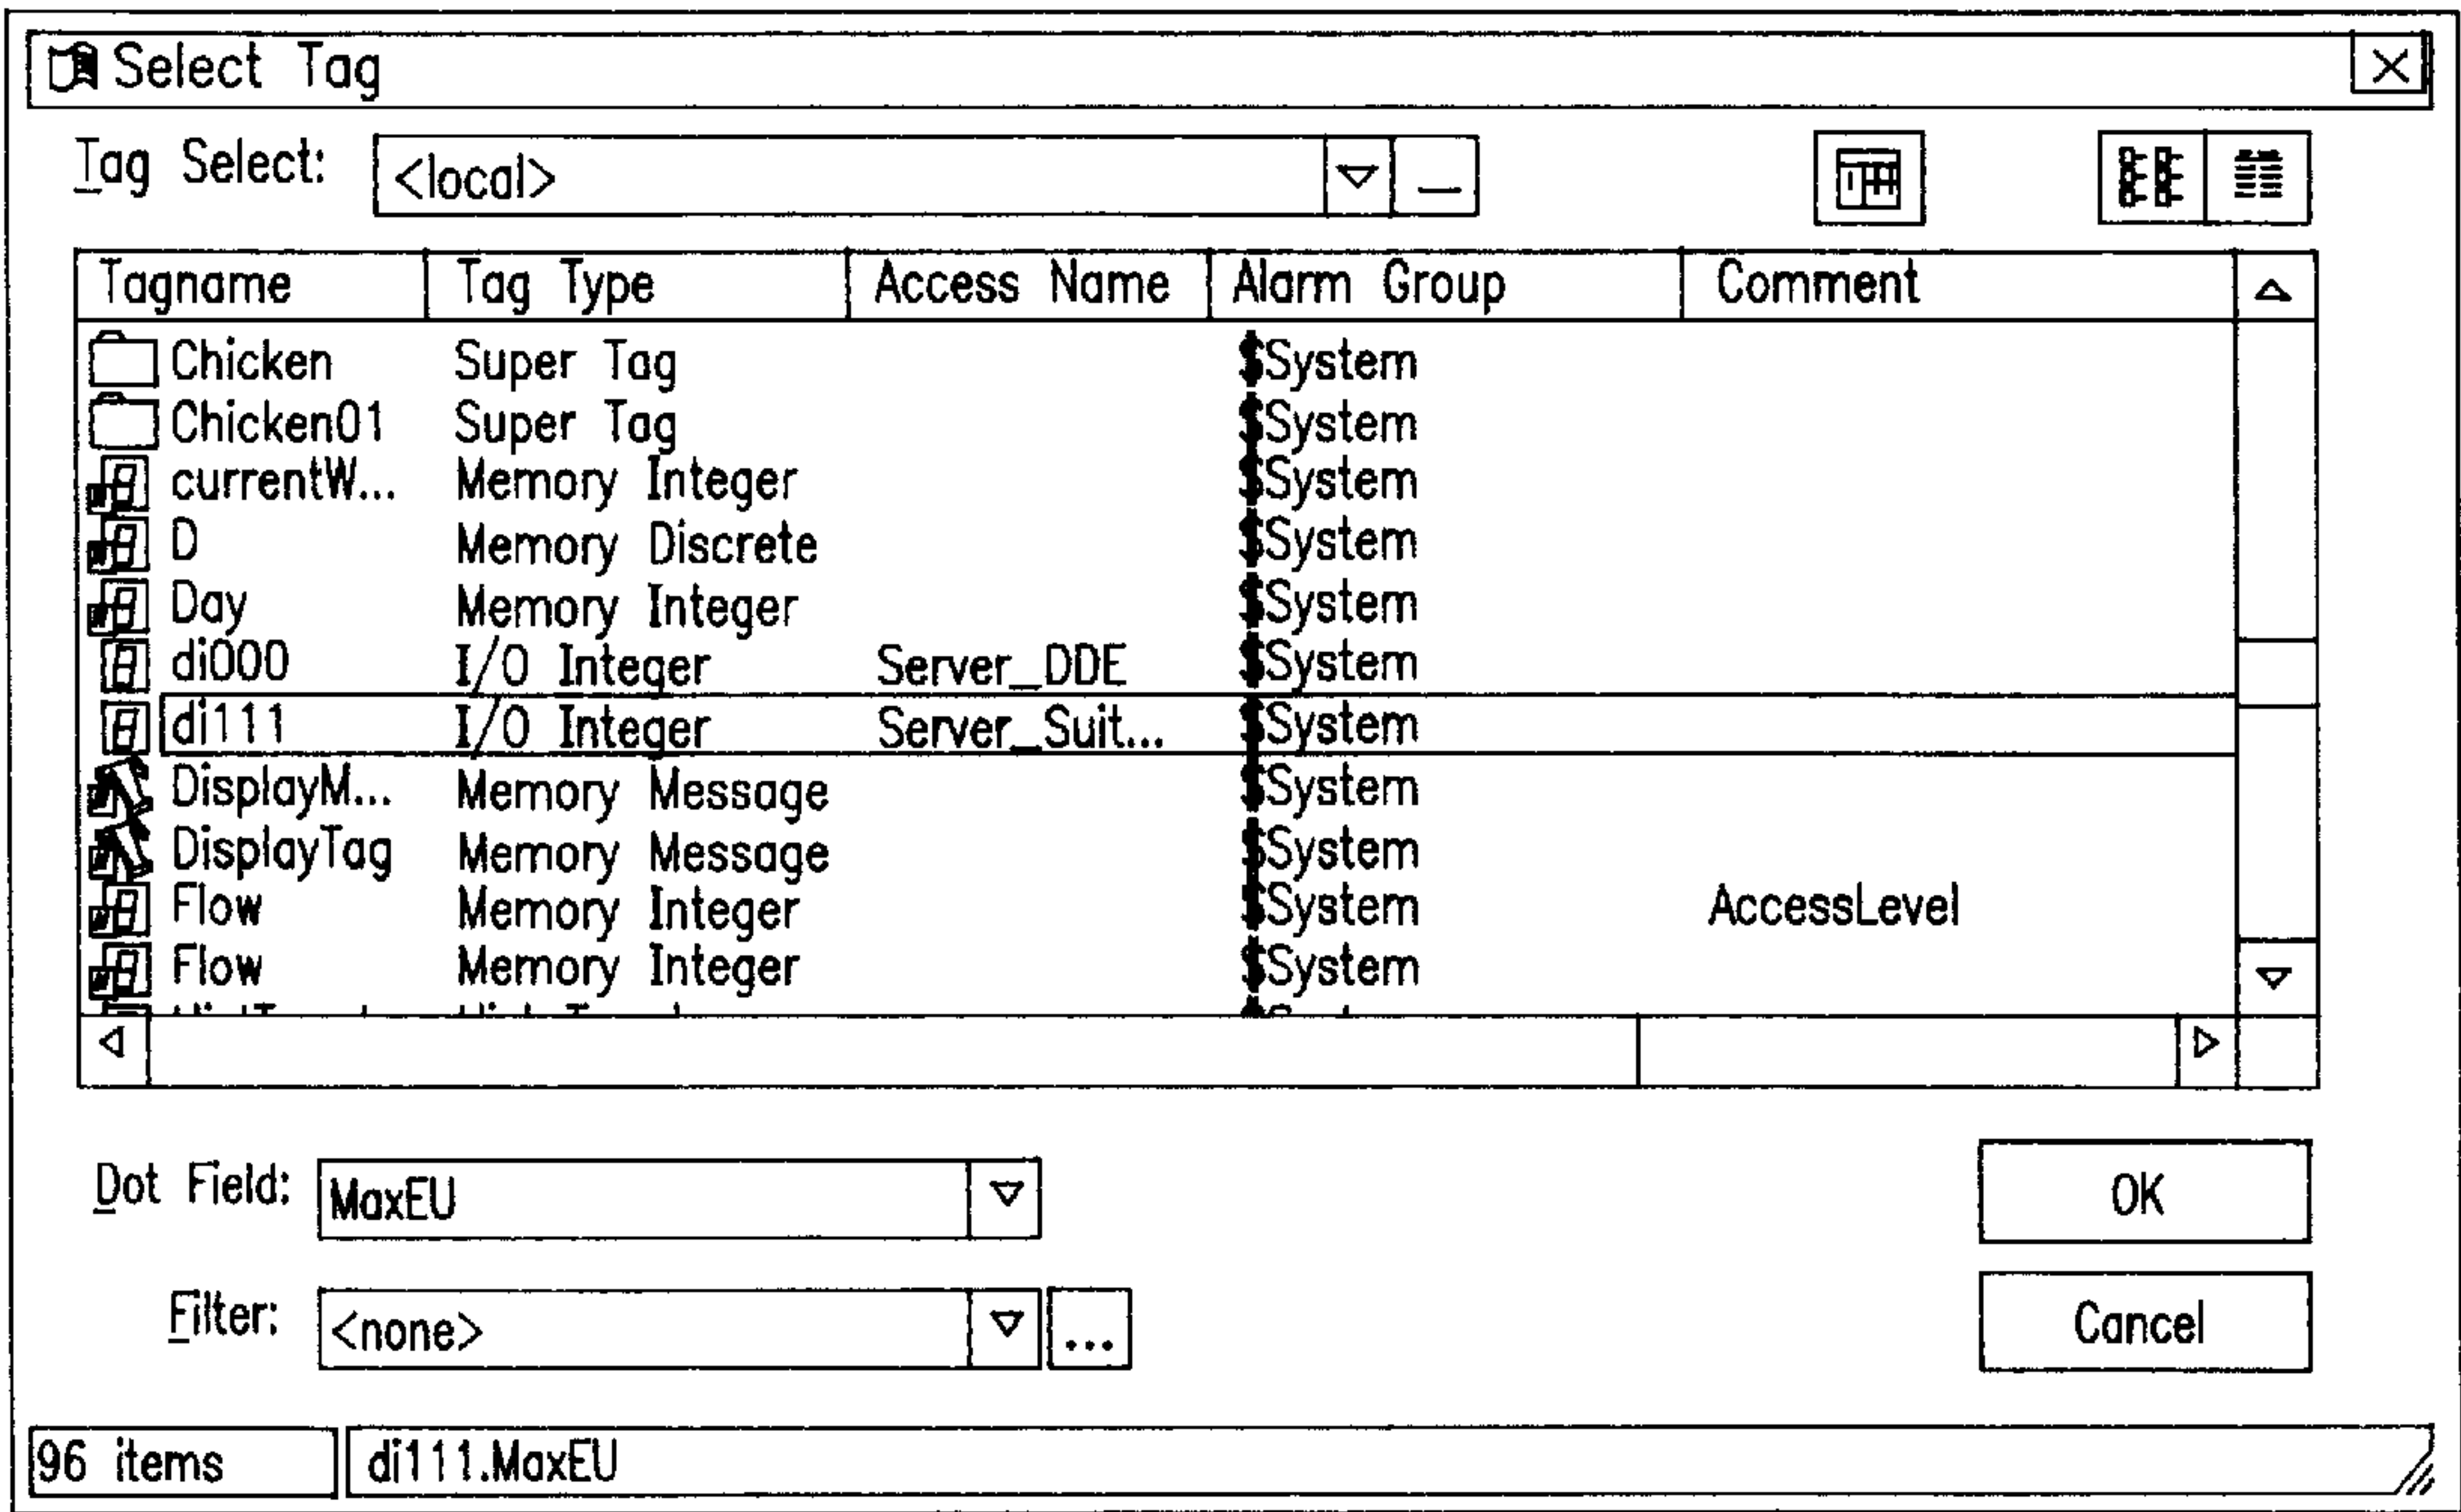 Select Tag
Tag Select: <local>
Tagname Tag Type Access Name Alarm Group Comment
Chicken Super Tag $System
Chicken01 Super Tag $System
currentW... Memory Integer $System
D Memory Discrete $System
Day Memory Integer $System
di000 I/O Integer Server_DDE $System
di111 I/O Integer Server_Suit... $System
DisplayM... Memory Message $System
DisplayTag Memory Message $System
Flow Memory Integer $System AccessLevel
Flow Memory Integer $System
Dot Field: MaxEU OK
Filter: <none> ... Cancel
96 items di111.MaxEU